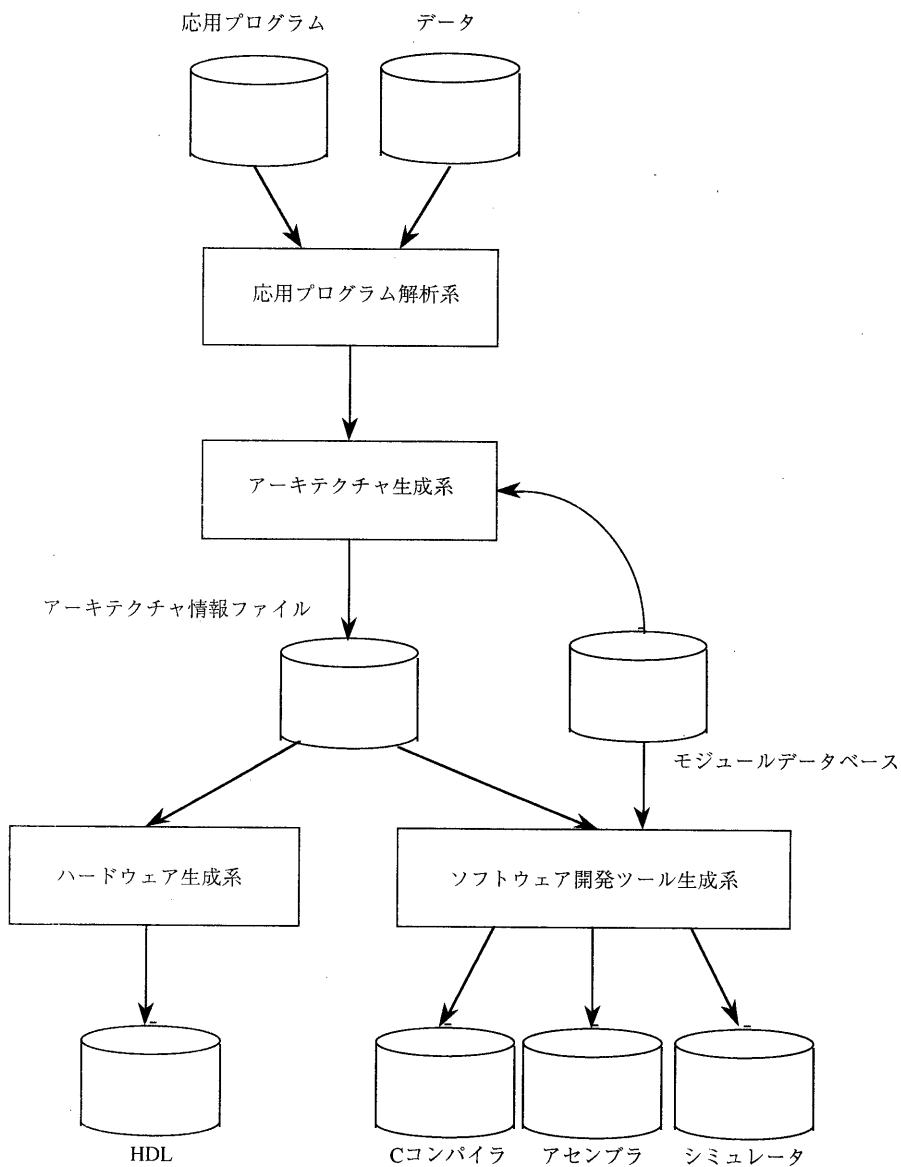 応用プログラム
データ
応用プログラム解析系
アーキテクチャ生成系
アーキテクチャ情報ファイル
モジュールデータベース
ハードウェア生成系
ソフトウェア開発ツール生成系
HDL
Cコンパイラ
アセンブラ
シミュレータ